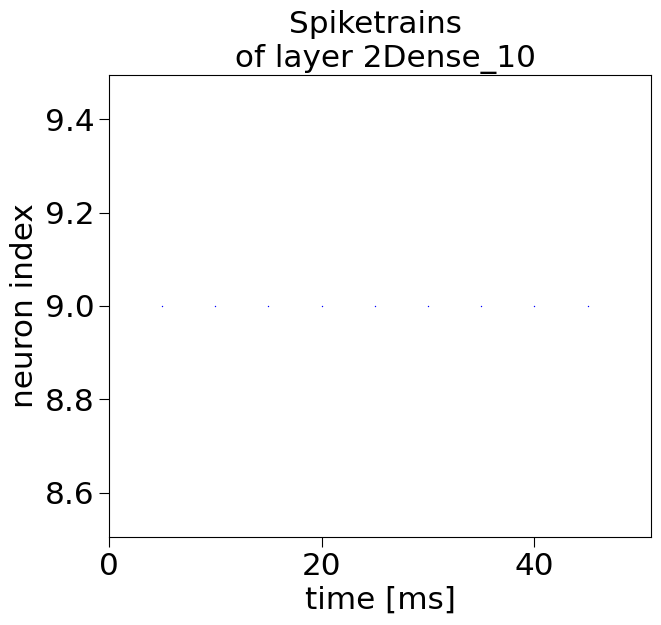 Spiketrains
of layer 2Dense_10
9.4
9.2
9.0
8.8
8.6
neuron index
0 20 40
time [ms]